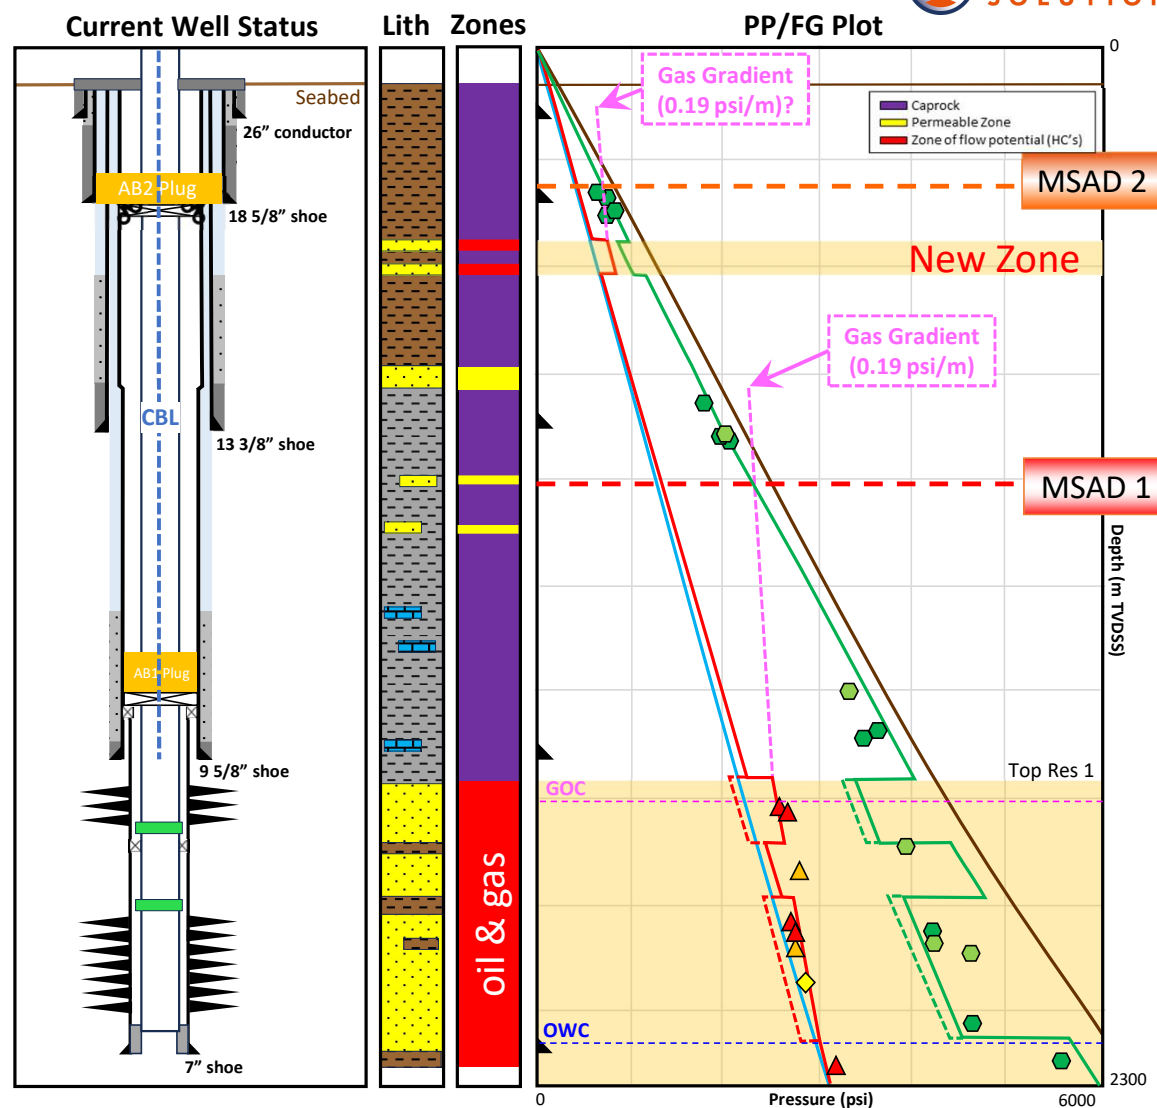 SOLUTION
Current Well Status
Lith
Zones
PP/FG Plot
0
Seabed
26” conductor
AB2 Plug
18 5/8” shoe
CBL
13 3/8” shoe
AB1 Plug
9 5/8” shoe
7” shoe
oil & gas
Gas Gradient
(0.19 psi/m)?
Caprock
Permeable Zone
Zone of flow potential (HC's)
MSAD 2
New Zone
Gas Gradient
(0.19 psi/m)
MSAD 1
Depth (m TVDSS)
Top Res 1
GOC
OWC
2300
0
Pressure (psi)
6000